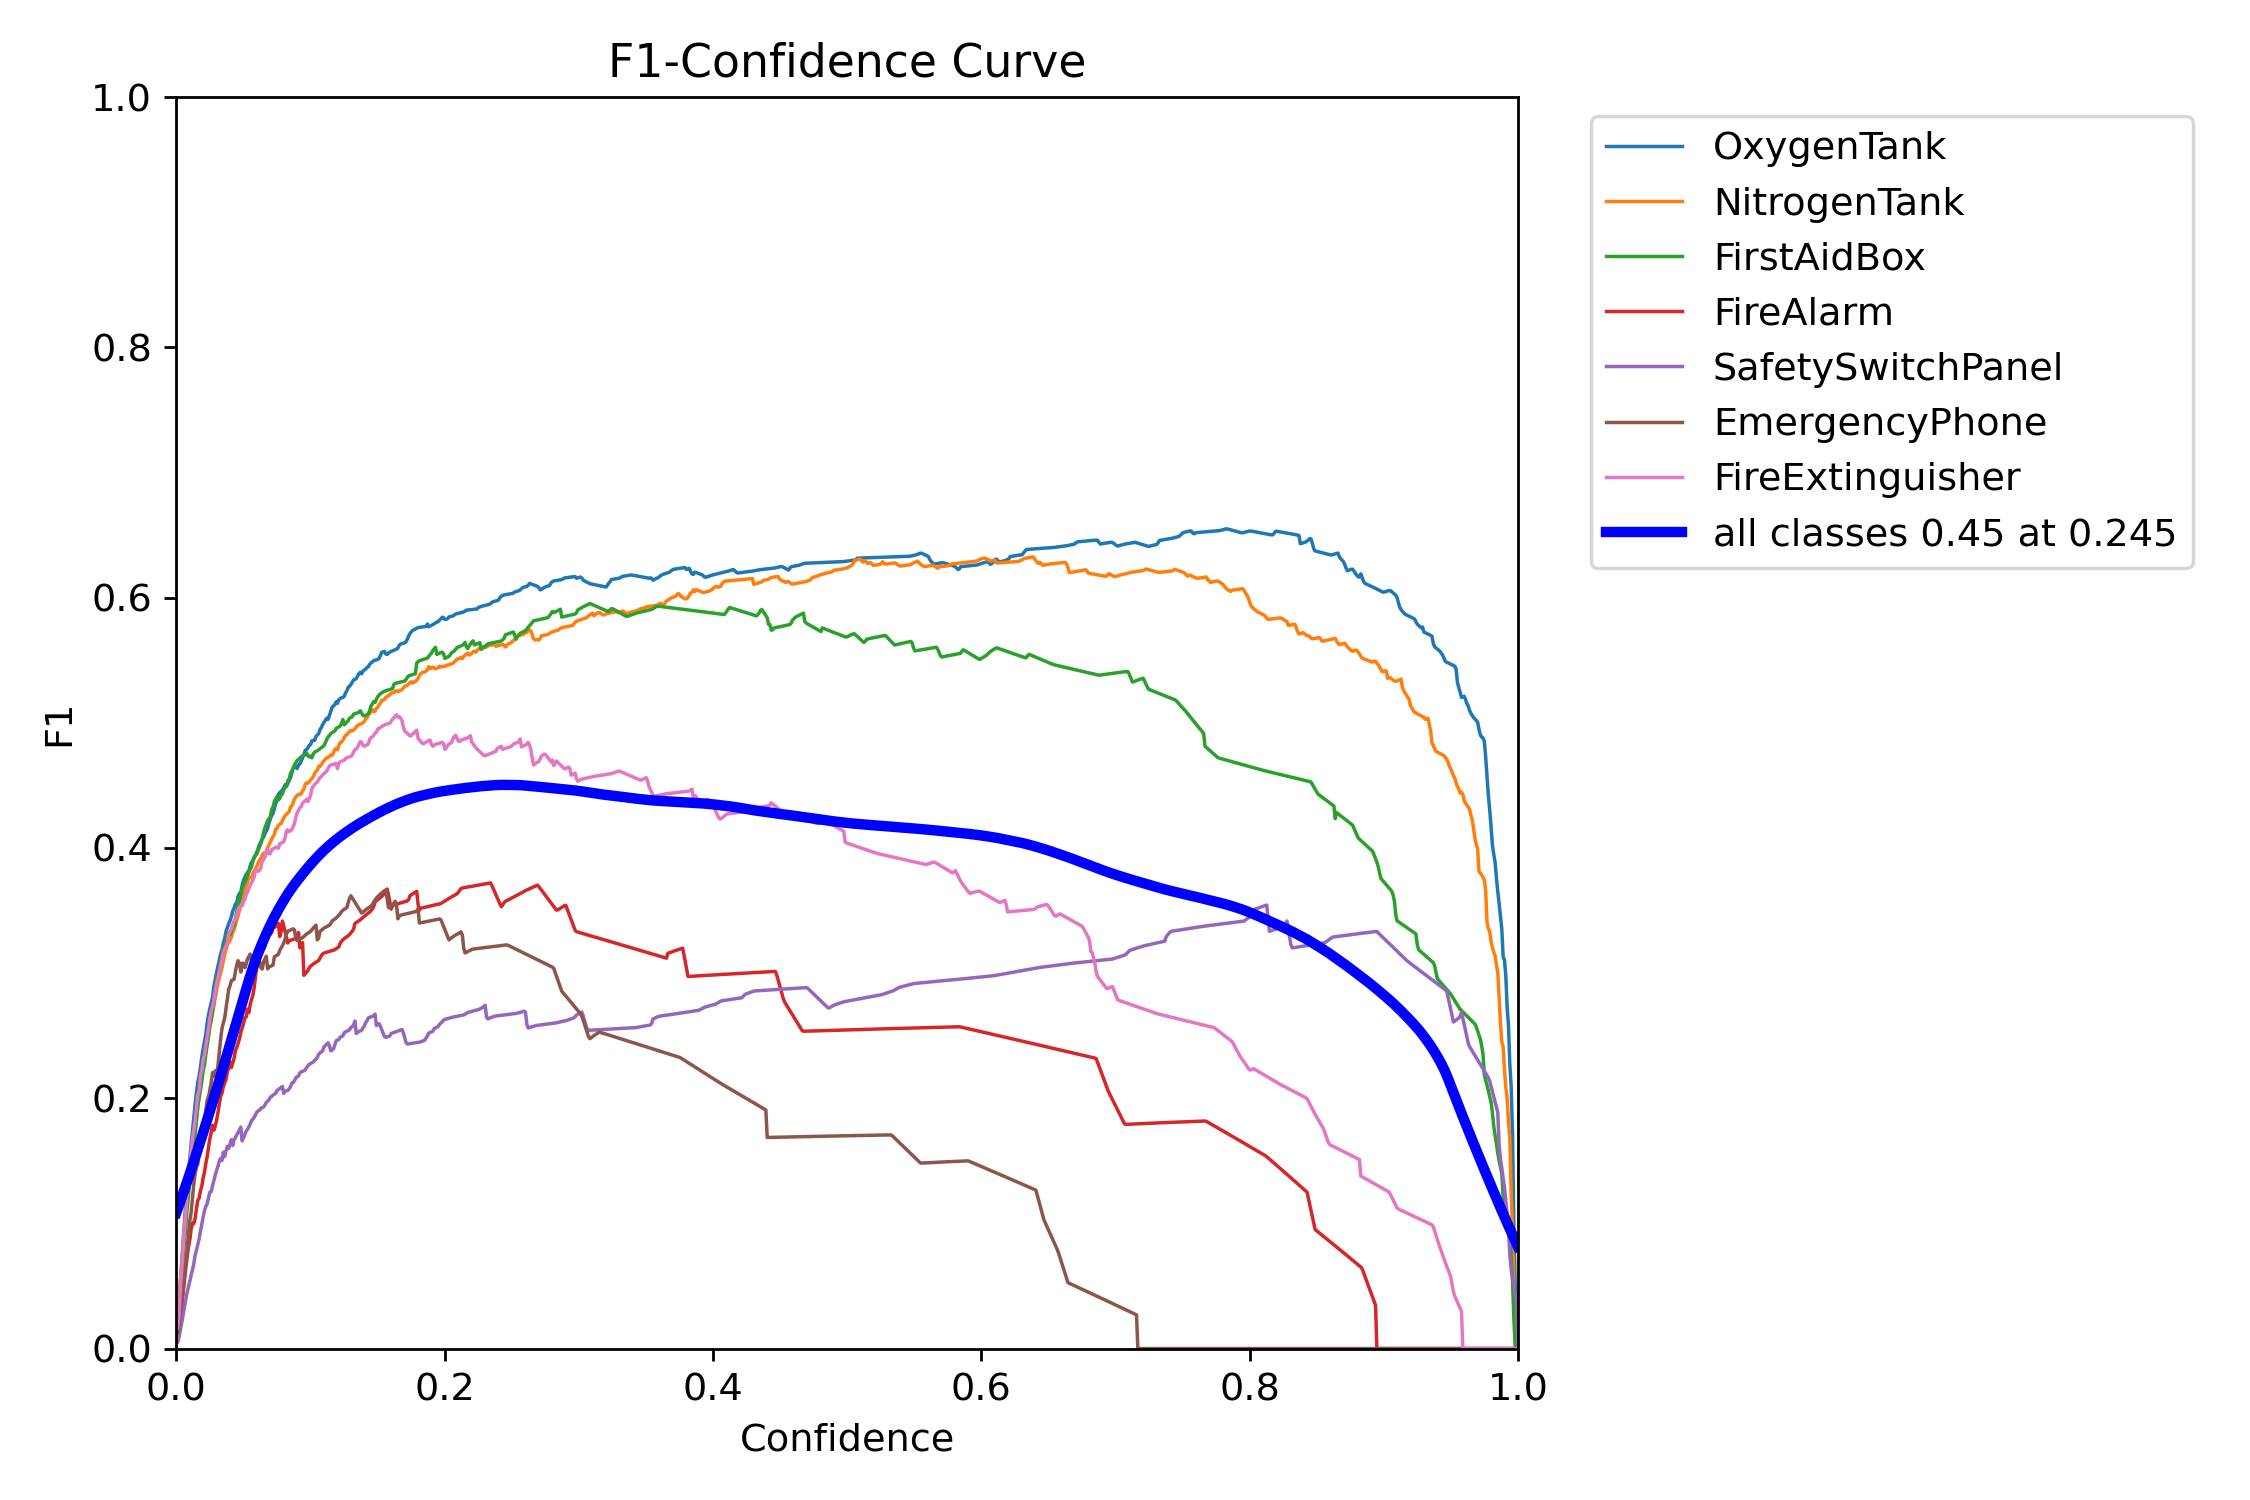 F1-Confidence Curve
1.0
0.8
0.6
0.4
0.2
0.0
F1
0.0 0.2 0.4 0.6 0.8 1.0
Confidence
OxygenTank
NitrogenTank
FirstAidBox
FireAlarm
SafetySwitchPanel
EmergencyPhone
FireExtinguisher
all classes 0.45 at 0.245